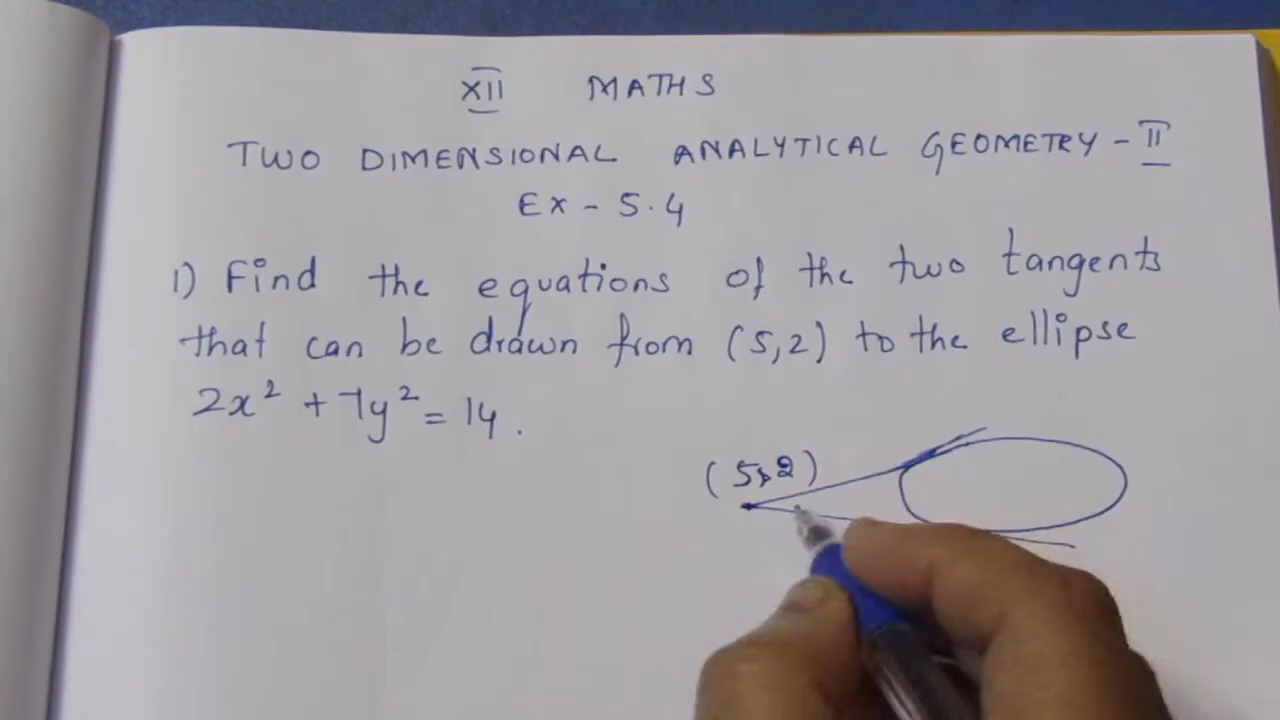 XII MATHS
TWO DIMENSIONAL ANALYTICAL GEOMETRY - II
Ex - 5.4
1) Find the equations of the two tangents
that can be drawn from (5,2) to the ellipse
2x² + 7y² = 14.
(5,2)